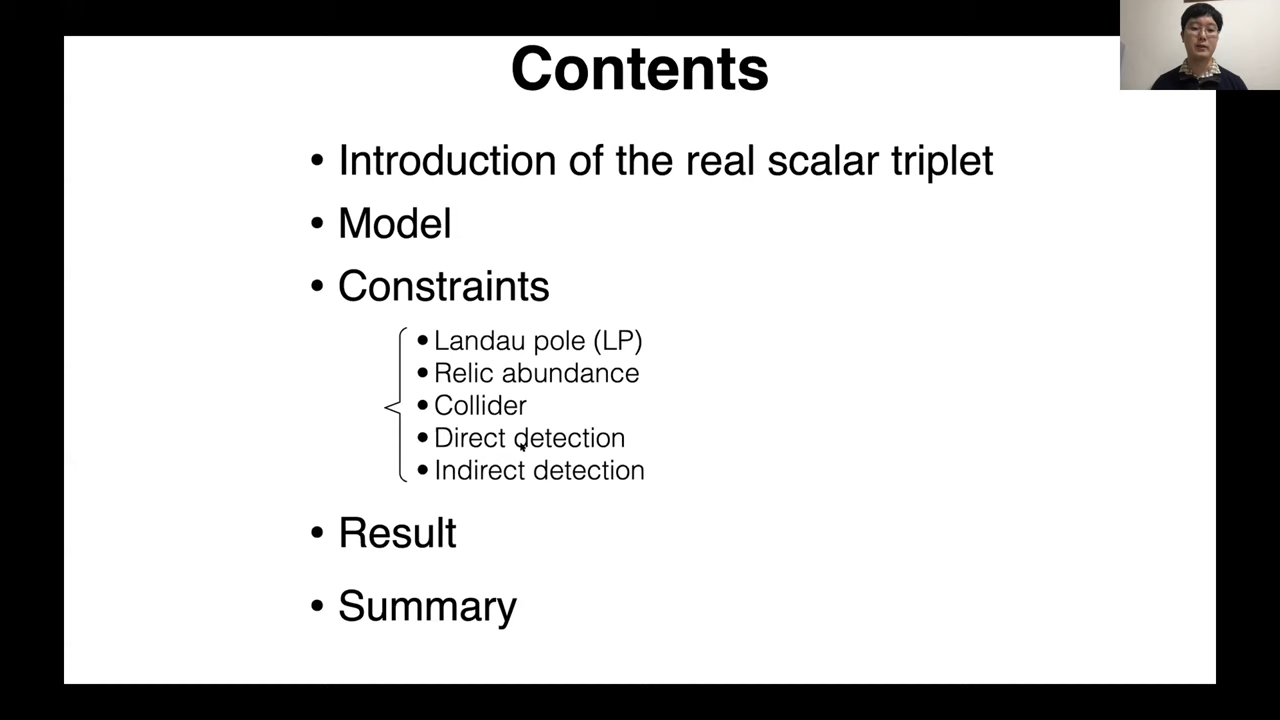 Contents
• Introduction of the real scalar triplet
• Model
• Constraints
• Landau pole (LP)
• Relic abundance
• Collider
• Direct detection
• Indirect detection
• Result
• Summary